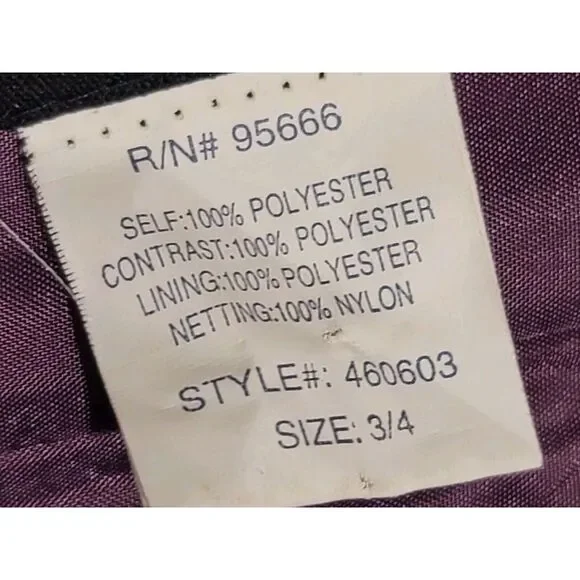 R/N# 95666
SELF:100% POLYESTER
CONTRAST:100% POLYESTER
LINING:100% POLYESTER
NETTING:100% NYLON
STYLE#: 460603
SIZE: 3/4